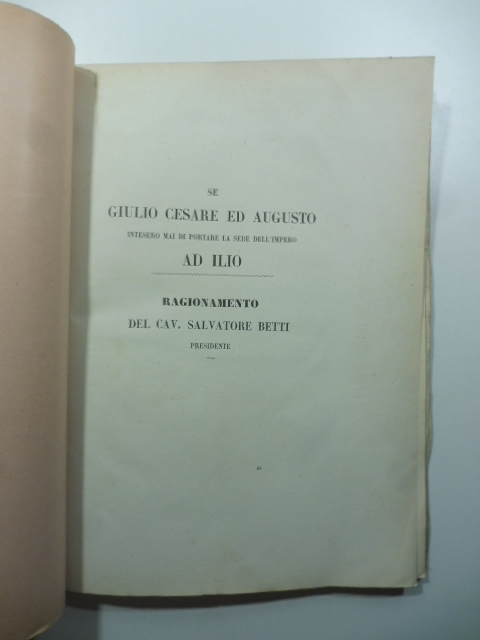 SE
GIULIO CESARE ED AUGUSTO
INTESERO MAI DI PORTARE LA SEDE DELL'IMPERO
AD ILIO
RAGIONAMENTO
DEL CAV. SALVATORE BETTI
PRESIDENTE